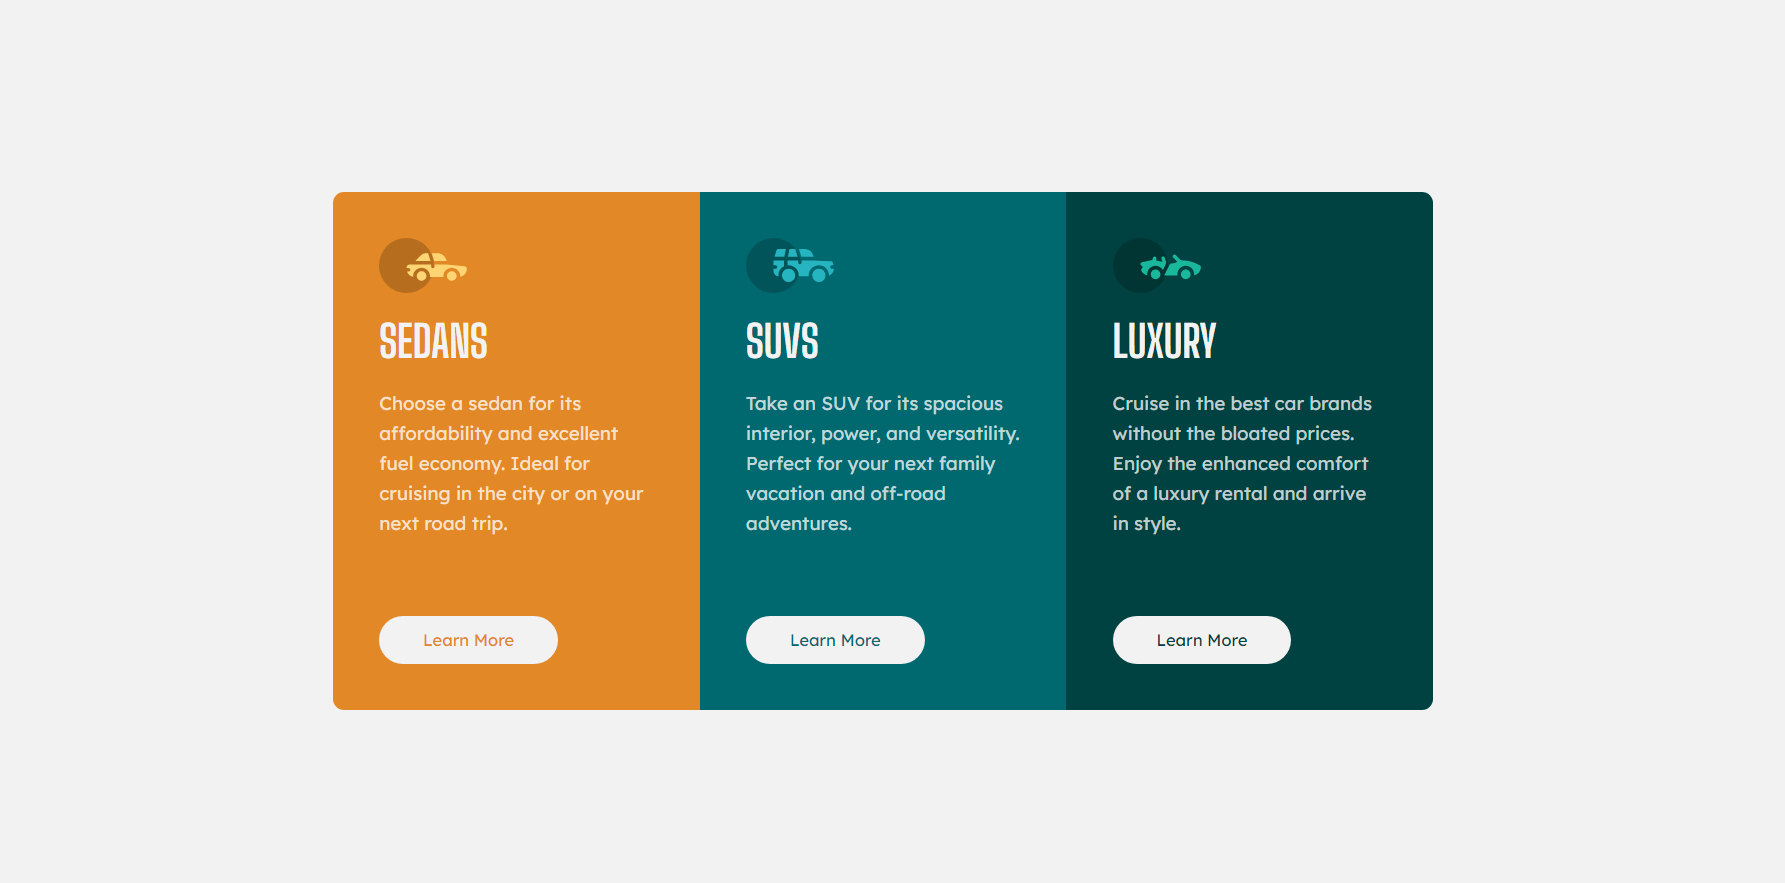 SEDANS
Choose a sedan for its
affordability and excellent
fuel economy. Ideal for
cruising in the city or on your
next road trip.
Learn More
SUVS
Take an SUV for its spacious
interior, power, and versatility.
Perfect for your next family
vacation and off-road
adventures.
Learn More
LUXURY
Cruise in the best car brands
without the bloated prices.
Enjoy the enhanced comfort
of a luxury rental and arrive
in style.
Learn More